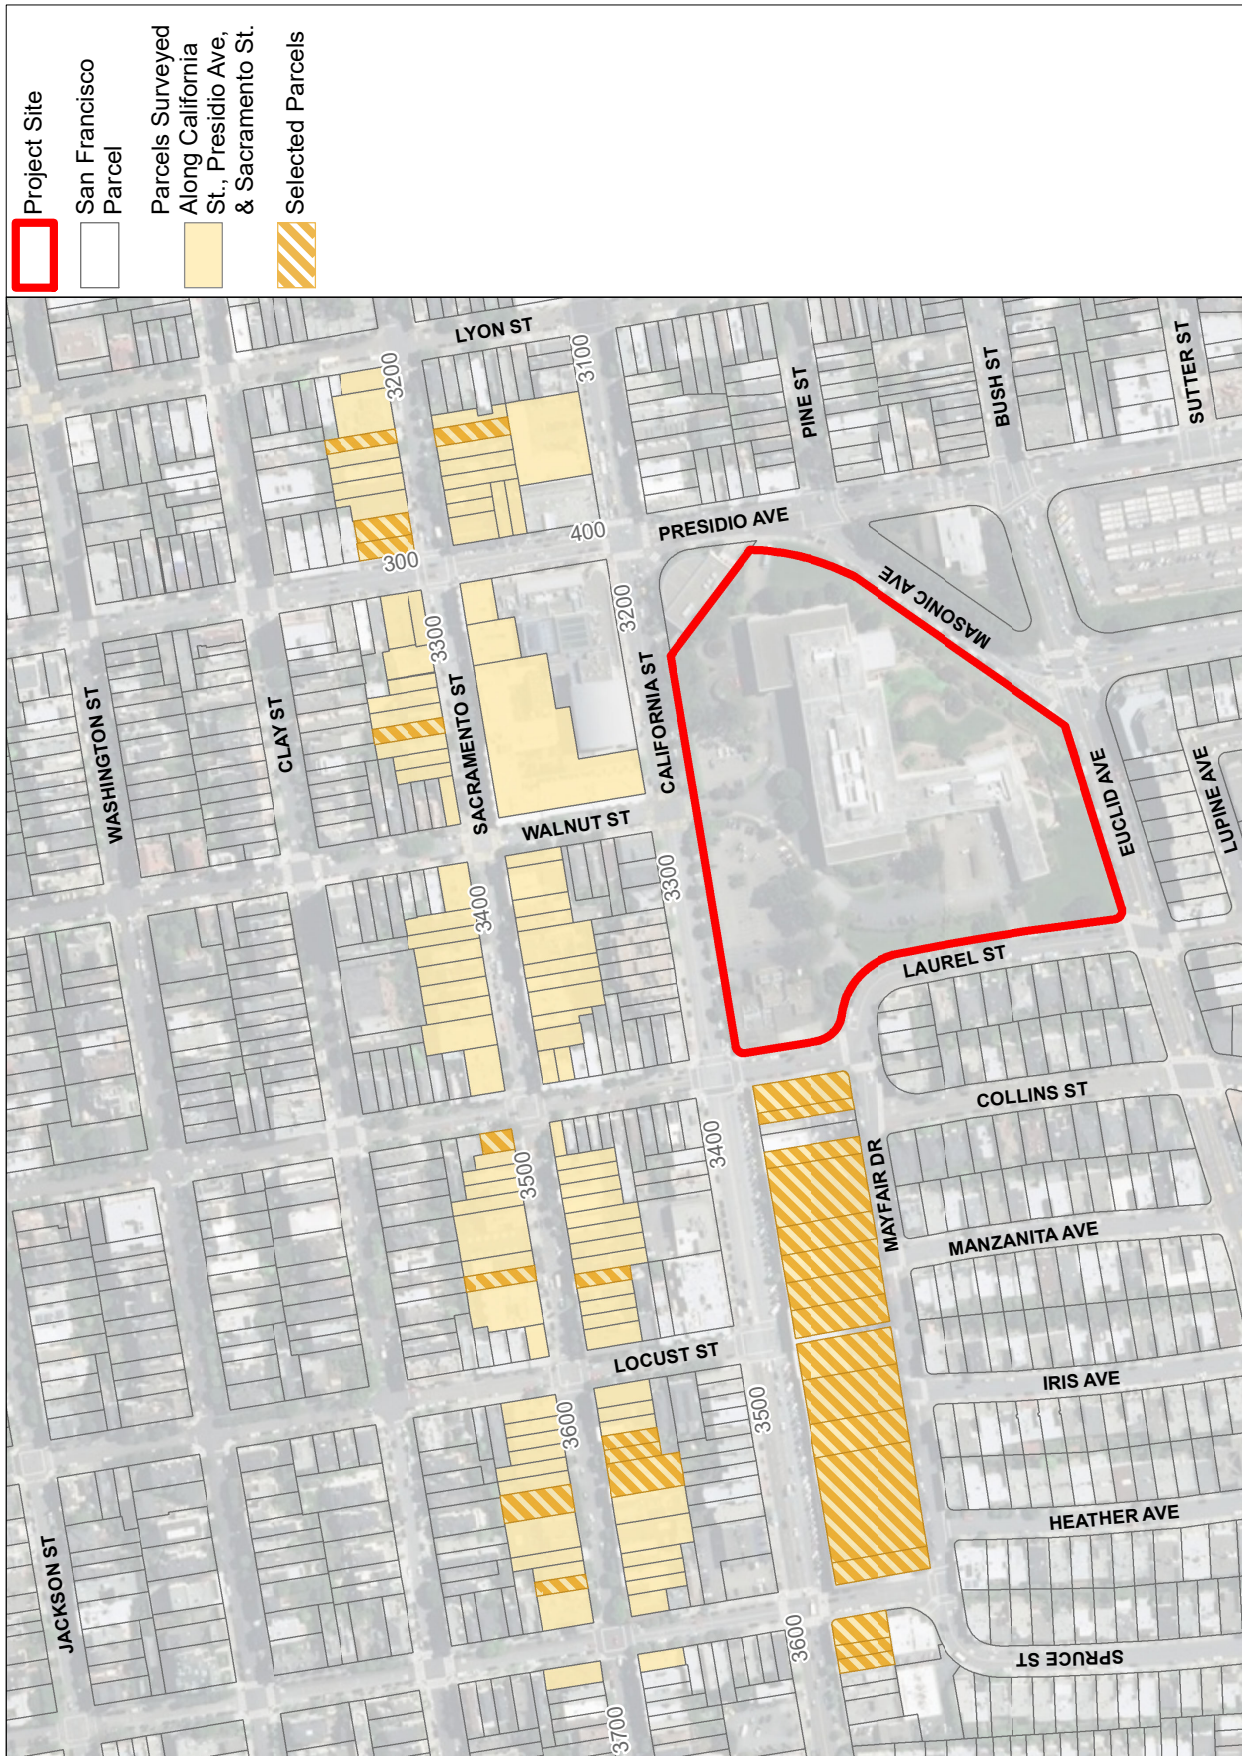 Project Site
San Francisco
Parcel
Parcels Surveyed
Along California
St., Presidio Ave,
& Sacramento St.
Selected Parcels
LYON ST
3200
3100
PINE ST
BUSH ST
SUTTER ST
300
400
PRESIDIO AVE
MASONIC AVE
3300
3200
WASHINGTON ST
CLAY ST
SACRAMENTO ST
CALIFORNIA ST
WALNUT ST
EUCLID AVE
LUPINE AVE
3400
3300
LAUREL ST
COLLINS ST
3500
3400
MAYFAIR DR
MANZANITA AVE
LOCUST ST
IRIS AVE
3600
3500
HEATHER AVE
JACKSON ST
3700
3600
SPRUCE ST